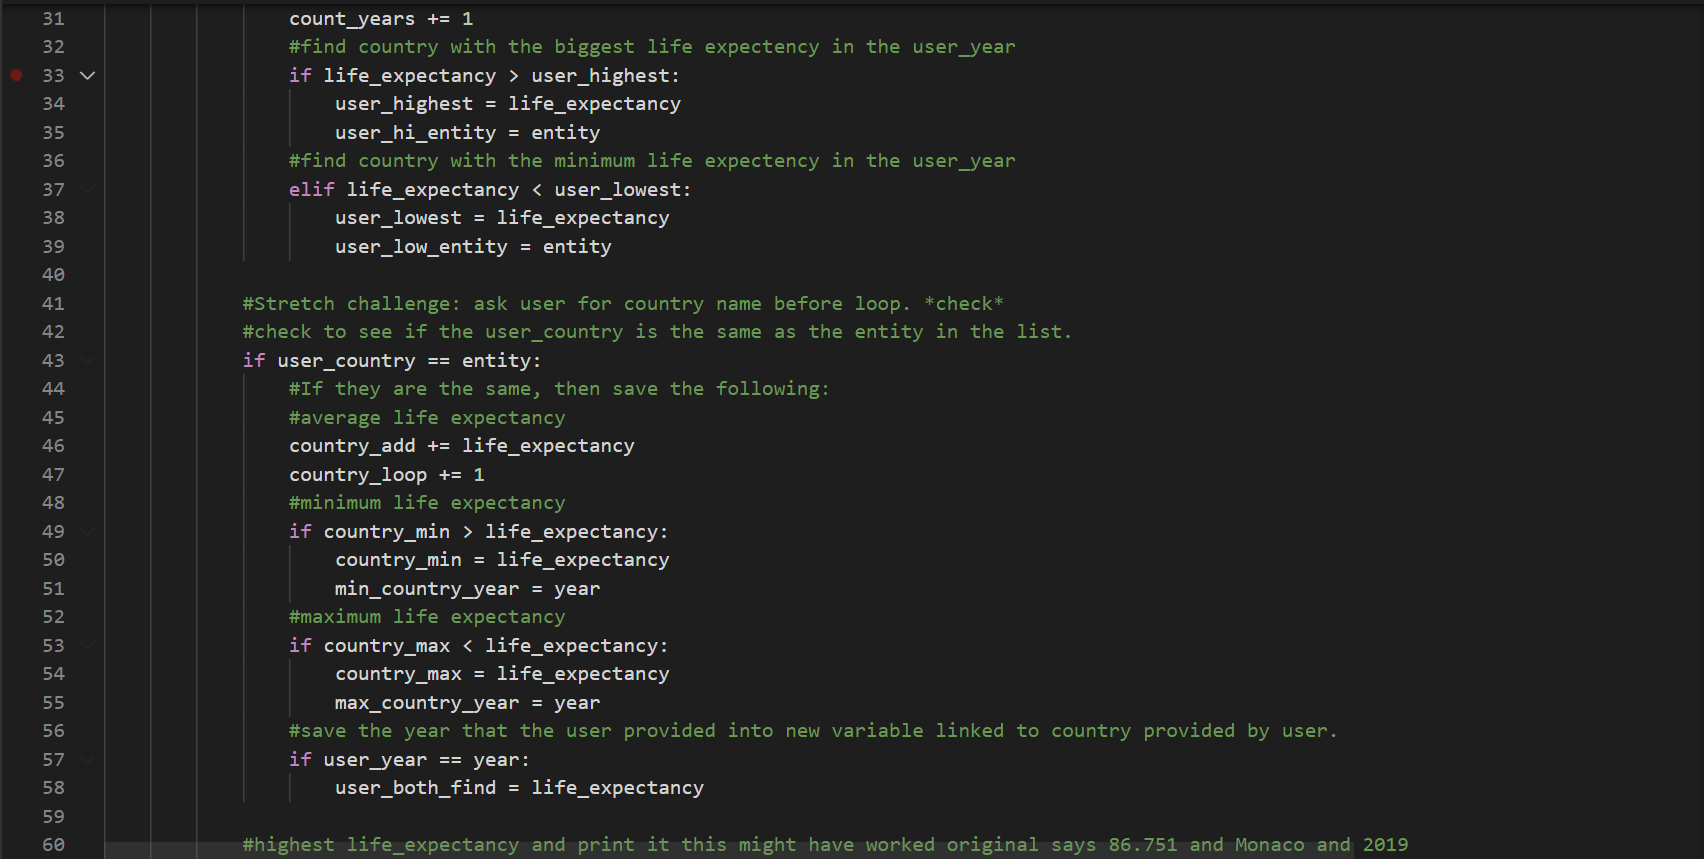 31 count_years += 1
32 #find country with the biggest life expectency in the user_year
33 if life_expectancy > user_highest:
34 user_highest = life_expectancy
35 user_hi_entity = entity
36 #find country with the minimum life expectency in the user_year
37 elif life_expectancy < user_lowest:
38 user_lowest = life_expectancy
39 user_low_entity = entity
40
41 #Stretch challenge: ask user for country name before loop. *check*
42 #check to see if the user_country is the same as the entity in the list.
43 if user_country == entity:
44 #If they are the same, then save the following:
45 #average life expectancy
46 country_add += life_expectancy
47 country_loop += 1
48 #minimum life expectancy
49 if country_min > life_expectancy:
50 country_min = life_expectancy
51 min_country_year = year
52 #maximum life expectancy
53 if country_max < life_expectancy:
54 country_max = life_expectancy
55 max_country_year = year
56 #save the year that the user provided into new variable linked to country provided by user.
57 if user_year == year:
58 user_both_find = life_expectancy
59
60 #highest life_expectancy and print it this might have worked original says 86.751 and Monaco and 2019